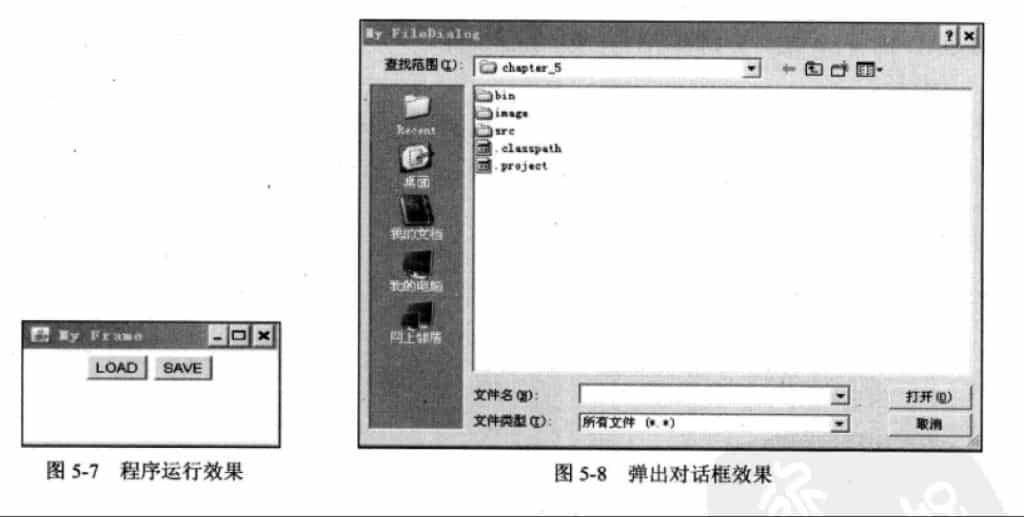 My FileDialog
查找范围(I):
chapter_5
bin
image
src
.classpath
.project
Recent
桌面
我的文档
我的电脑
网上邻居
文件名(N):
打开(O)
文件类型(T):
所有文件 (*.*)
取消
My Frame
LOAD
SAVE
图 5-7 程序运行效果
图 5-8 弹出对话框效果